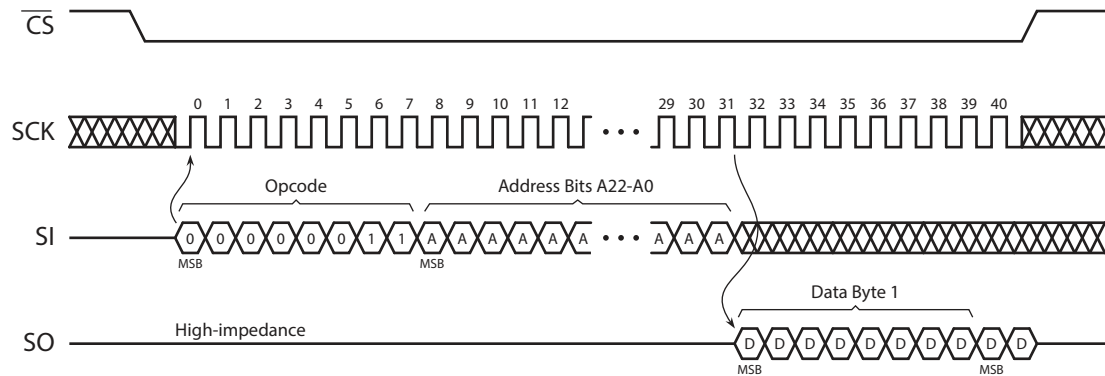 CS
0 1 2 3 4 5 6 7 8 9 10 11 12 29 30 31 32 33 34 35 36 37 38 39 40
SCK
Opcode Address Bits A22-A0
SI 0 0 0 0 0 0 1 1 A A A A A A A A A
MSB MSB
Data Byte 1
High-impedance
SO D D D D D D D D D D
MSB MSB